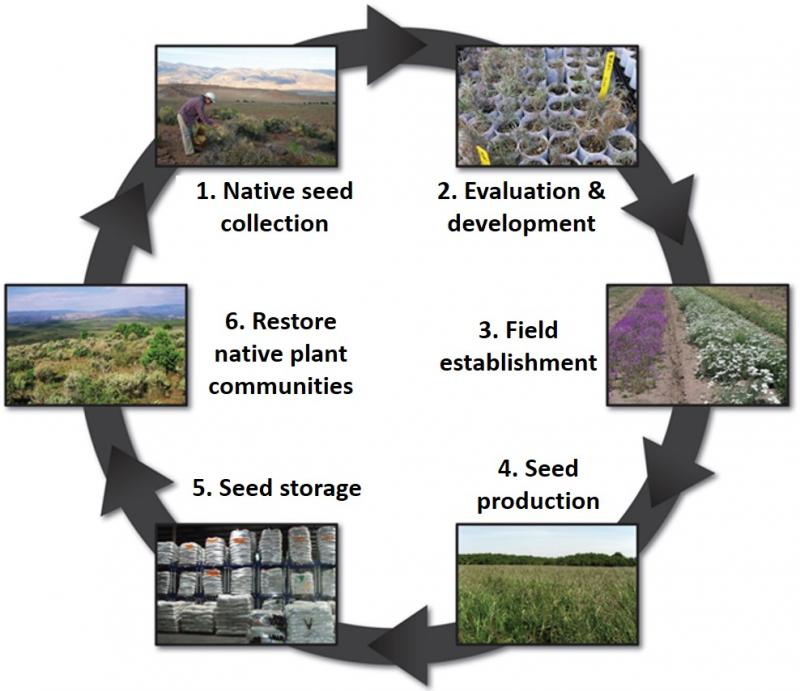 1. Native seed
collection
2. Evaluation &
development
3. Field
establishment
4. Seed
production
5. Seed storage
6. Restore
native plant
communities